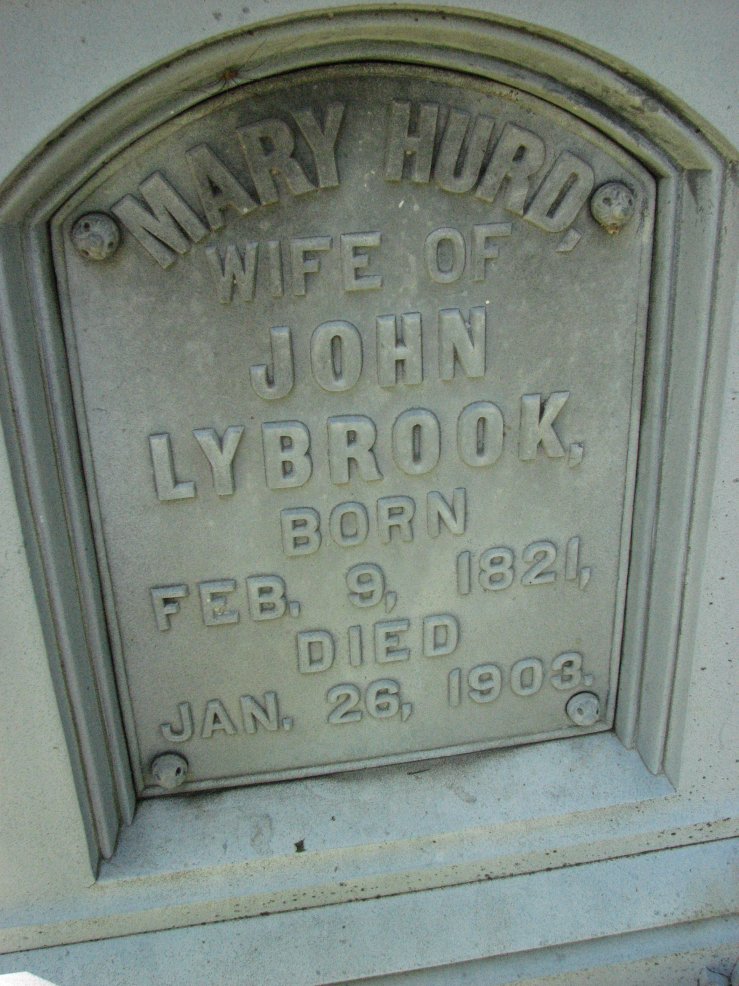 MARY HURD,
WIFE OF
JOHN
LYBROOK,
BORN
FEB. 9, 1821,
DIED
JAN. 26, 1903.